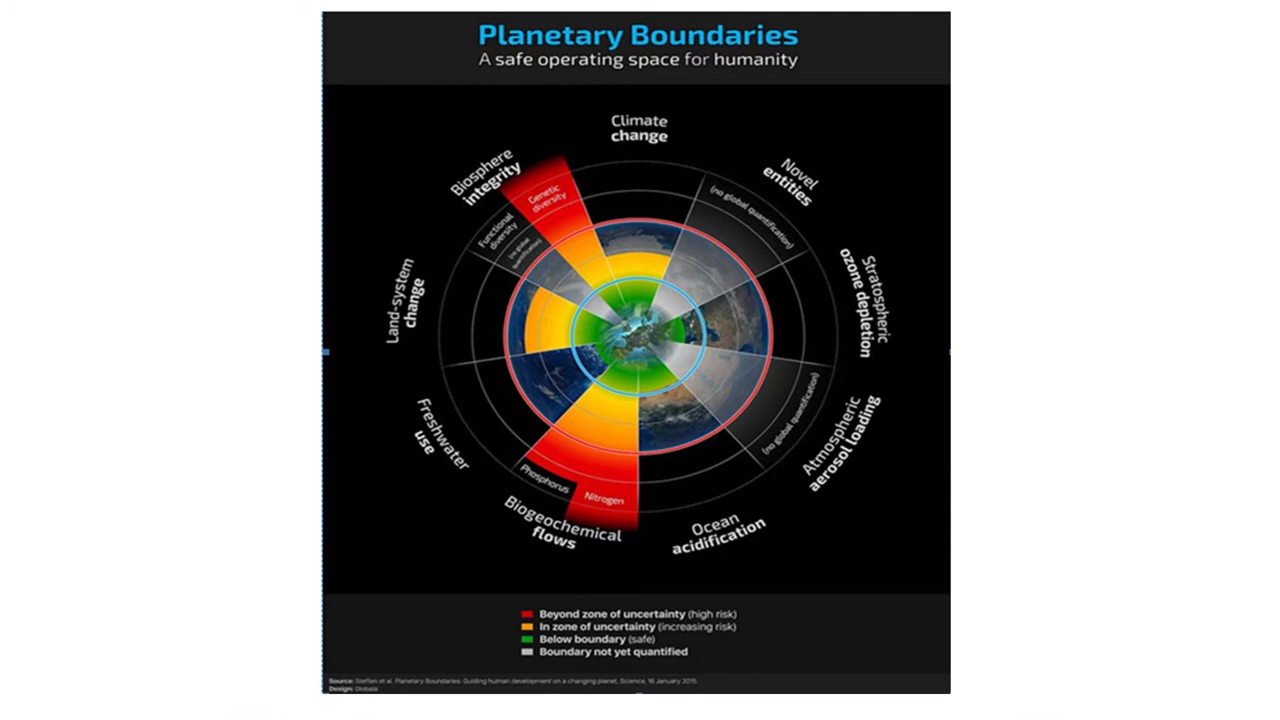 Planetary Boundaries
A safe operating space for humanity
Climate
change
Novel
entities
(no global quantification)
Stratospheric
ozone depletion
Atmospheric
aerosol loading
(no global quantification)
Ocean
acidification
Biogeochemical
flows
Phosphorus
Nitrogen
Freshwater
use
Land-system
change
Biosphere
integrity
Genetic
diversity
Functional
diversity
(no global
quantification)
Beyond zone of uncertainty (high risk)
In zone of uncertainty (increasing risk)
Below boundary (safe)
Boundary not yet quantified
Source: Steffen et al. Planetary Boundaries: Guiding human development on a changing planet, Science, 16 January 2015.
Design: Globaïa